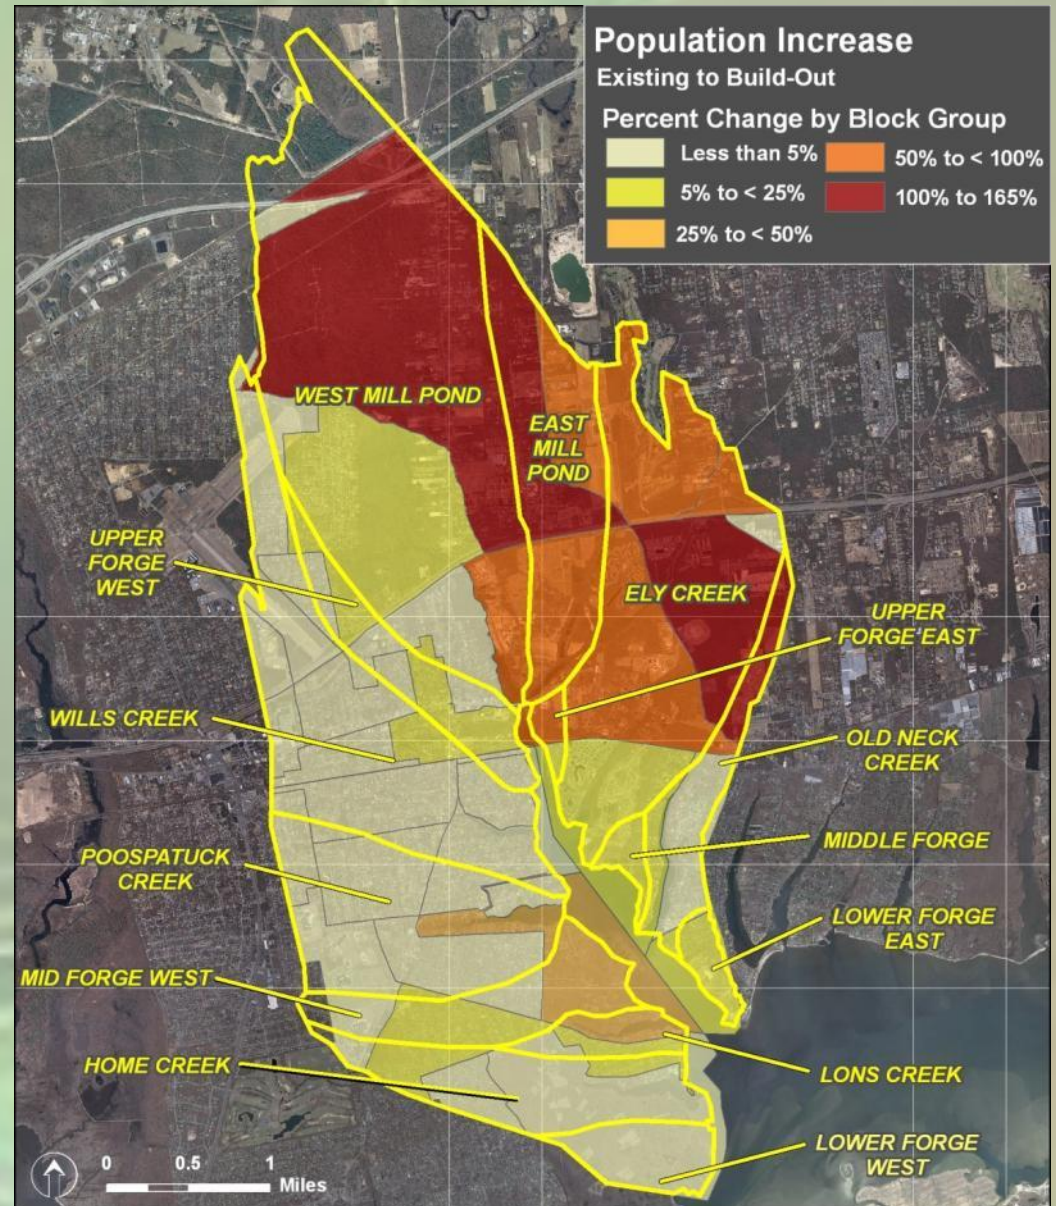 Population Increase
Existing to Build-Out
Percent Change by Block Group
Less than 5%
50% to < 100%
5% to < 25%
100% to 165%
25% to < 50%
WEST MILL POND
EAST
MILL
POND
UPPER
FORGE
WEST
ELY CREEK
UPPER
FORGE EAST
WILLS CREEK
OLD NECK
CREEK
MIDDLE FORGE
POOSPATUCK
CREEK
LOWER FORGE
EAST
MID FORGE WEST
HOME CREEK
LONS CREEK
LOWER FORGE
WEST
0 0.5 1
Miles